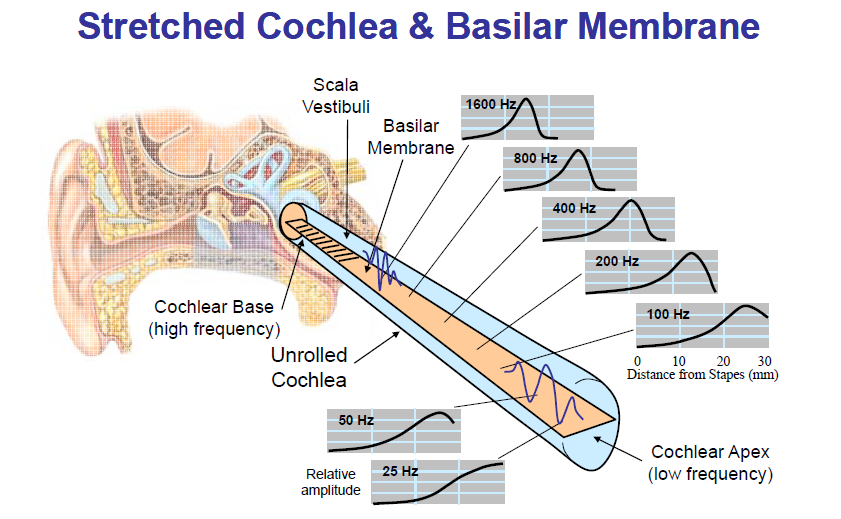 Stretched Cochlea & Basilar Membrane
Scala
Vestibuli
Basilar
Membrane
1600 Hz
800 Hz
400 Hz
200 Hz
100 Hz
0 10 20 30
Distance from Stapes (mm)
Cochlear Base
(high frequency)
Unrolled
Cochlea
50 Hz
25 Hz
Relative
amplitude
Cochlear Apex
(low frequency)